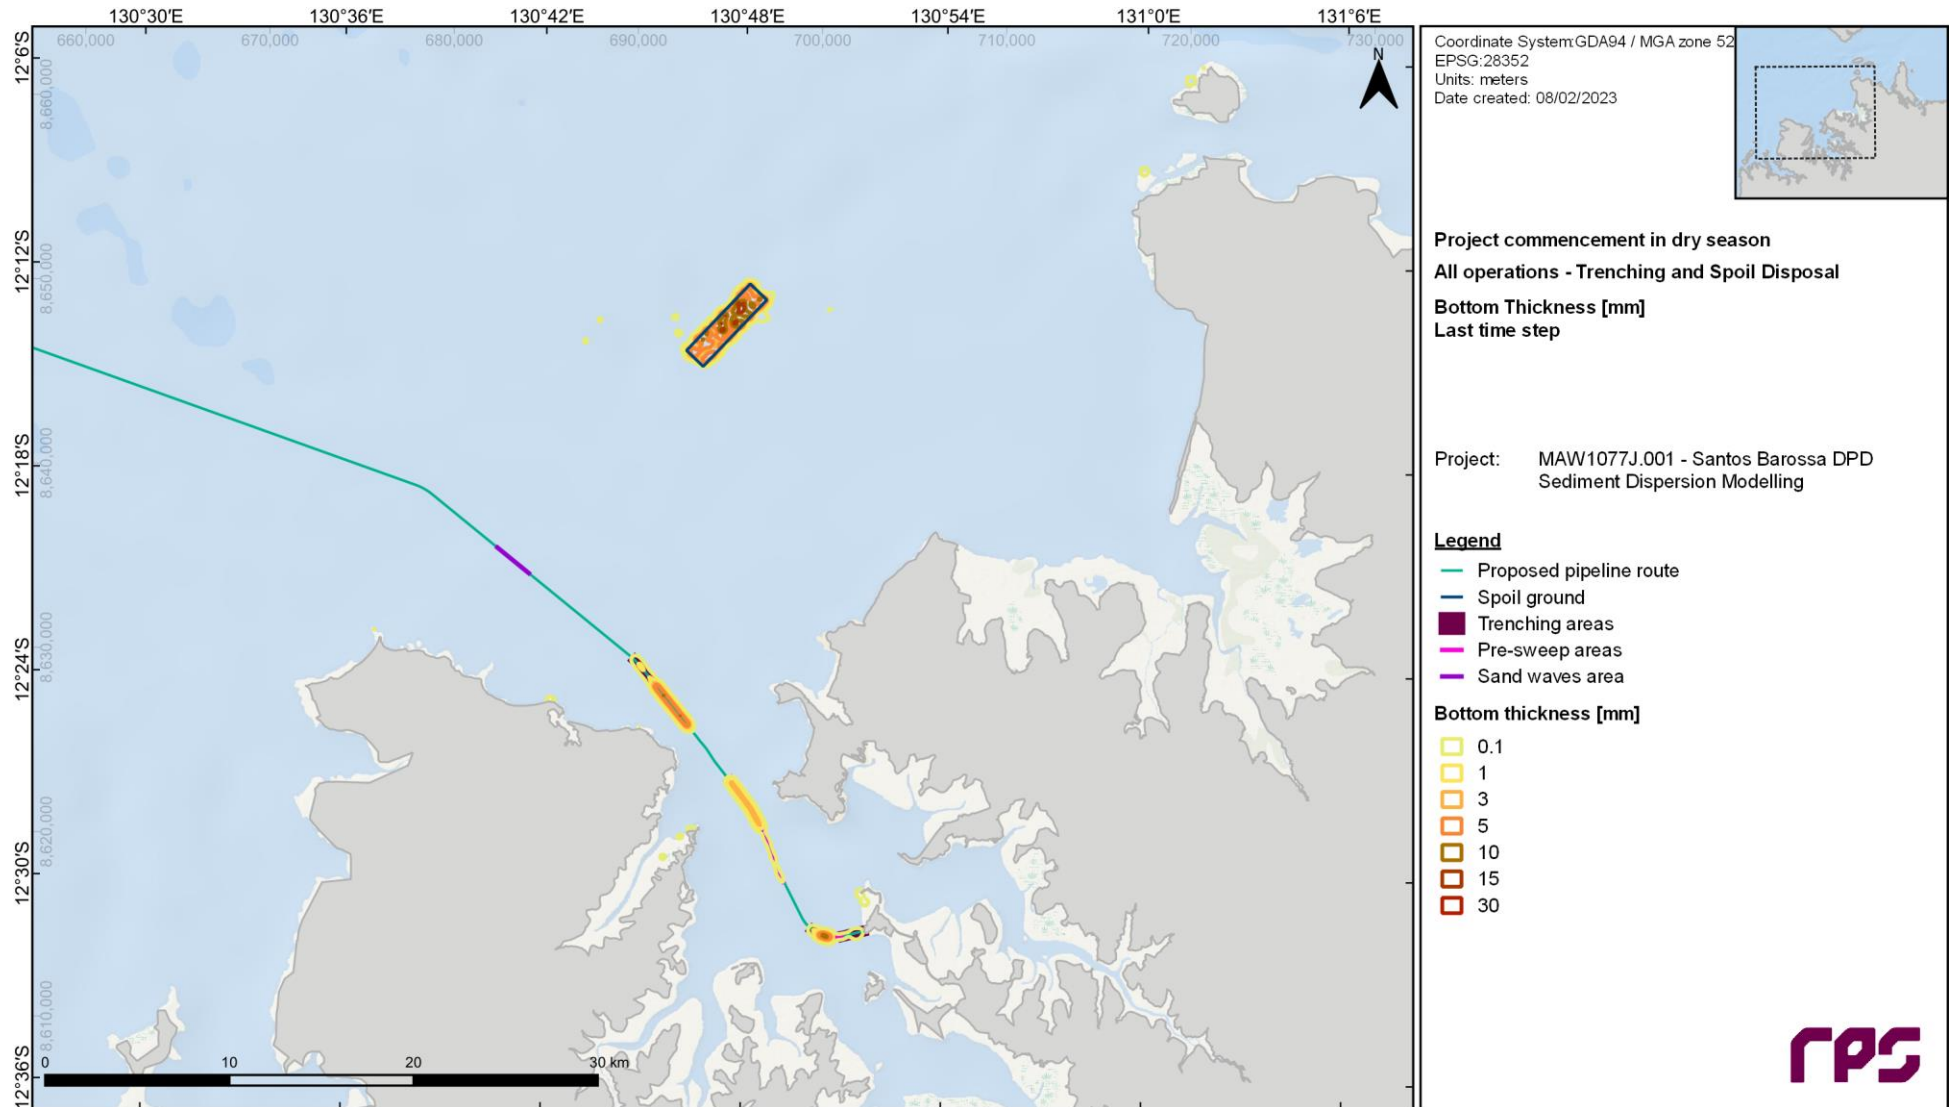 130°30'E 130°36'E 130°42'E 130°48'E 130°54'E 131°0'E 131°6'E
660,000 670,000 680,000 690,000 700,000 710,000 720,000 730,000
12°6'S
8,660,000
12°12'S
8,650,000
12°18'S
8,640,000
12°24'S
8,630,000
12°30'S
8,620,000
12°36'S
8,610,000
N
0 10 20 30 km
Coordinate System:GDA94 / MGA zone 52
EPSG:28352
Units: meters
Date created: 08/02/2023
Project commencement in dry season
All operations - Trenching and Spoil Disposal
Bottom Thickness [mm]
Last time step
Project: MAW1077J.001 - Santos Barossa DPD
Sediment Dispersion Modelling
Legend
Proposed pipeline route
Spoil ground
Trenching areas
Pre-sweep areas
Sand waves area
Bottom thickness [mm]
0.1
1
3
5
10
15
30
rps